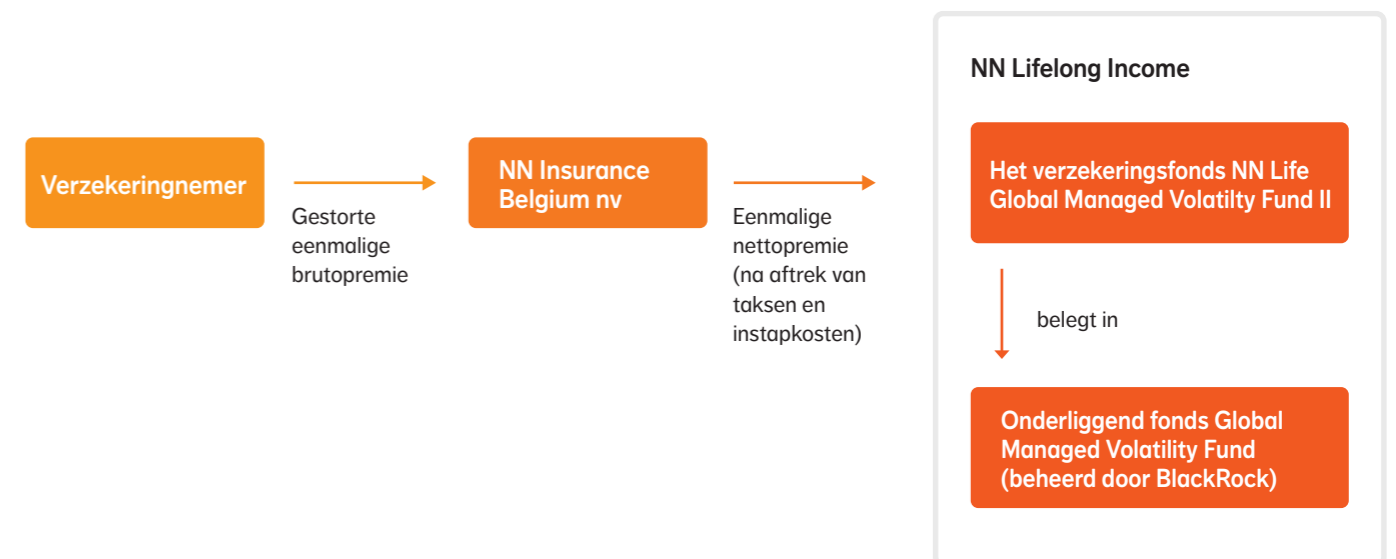 Verzekeringnemer
Gestorte
eenmalige
brutopremie
NN Insurance
Belgium nv
Eenmalige
nettopremie
(na aftrek van
taksen en
instapkosten)
NN Lifelong Income
Het verzekeringsfonds NN Life
Global Managed Volatilty Fund II
belegt in
Onderliggend fonds Global
Managed Volatility Fund
(beheerd door BlackRock)